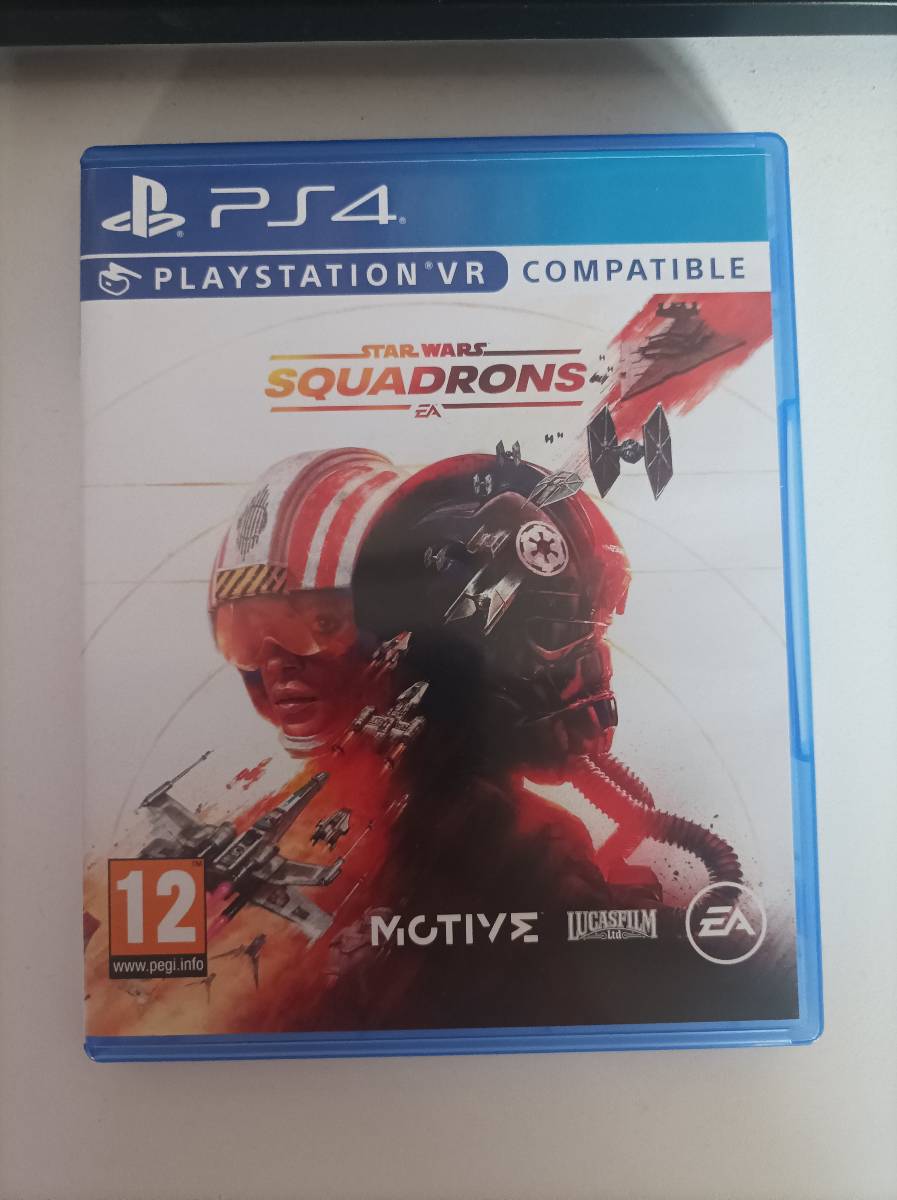 PS4
PLAYSTATION®VR COMPATIBLE
STAR WARS
SQUADRONS
EA
12
www.pegi.info
MOTIVE
LUCASFILM
Ltd
EA